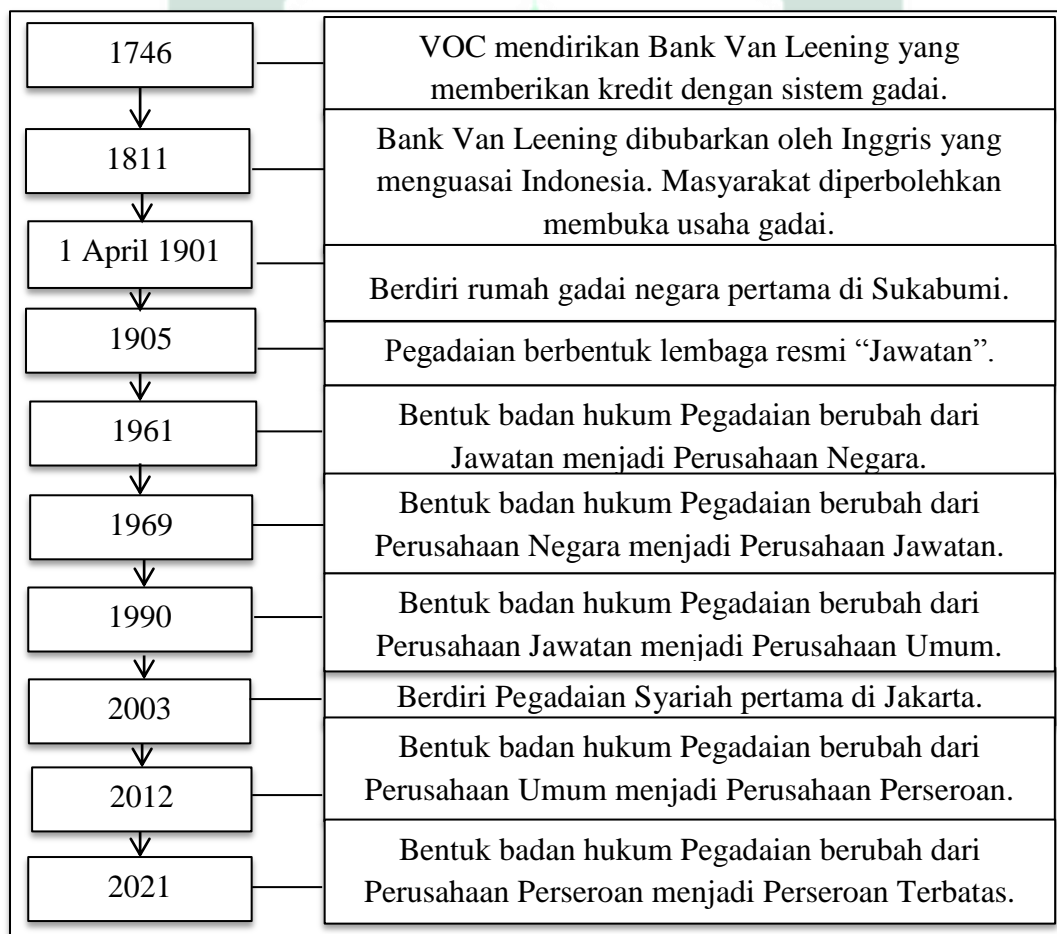 1746
VOC mendirikan Bank Van Leening yang
memberikan kredit dengan sistem gadai.
1811
Bank Van Leening dibubarkan oleh Inggris yang
menguasai Indonesia. Masyarakat diperbolehkan
membuka usaha gadai.
1 April 1901
Berdiri rumah gadai negara pertama di Sukabumi.
1905
Pegadaian berbentuk lembaga resmi “Jawatan”.
1961
Bentuk badan hukum Pegadaian berubah dari
Jawatan menjadi Perusahaan Negara.
1969
Bentuk badan hukum Pegadaian berubah dari
Perusahaan Negara menjadi Perusahaan Jawatan.
1990
Bentuk badan hukum Pegadaian berubah dari
Perusahaan Jawatan menjadi Perusahaan Umum.
2003
Berdiri Pegadaian Syariah pertama di Jakarta.
2012
Bentuk badan hukum Pegadaian berubah dari
Perusahaan Umum menjadi Perusahaan Perseroan.
2021
Bentuk badan hukum Pegadaian berubah dari
Perusahaan Perseroan menjadi Perseroan Terbatas.